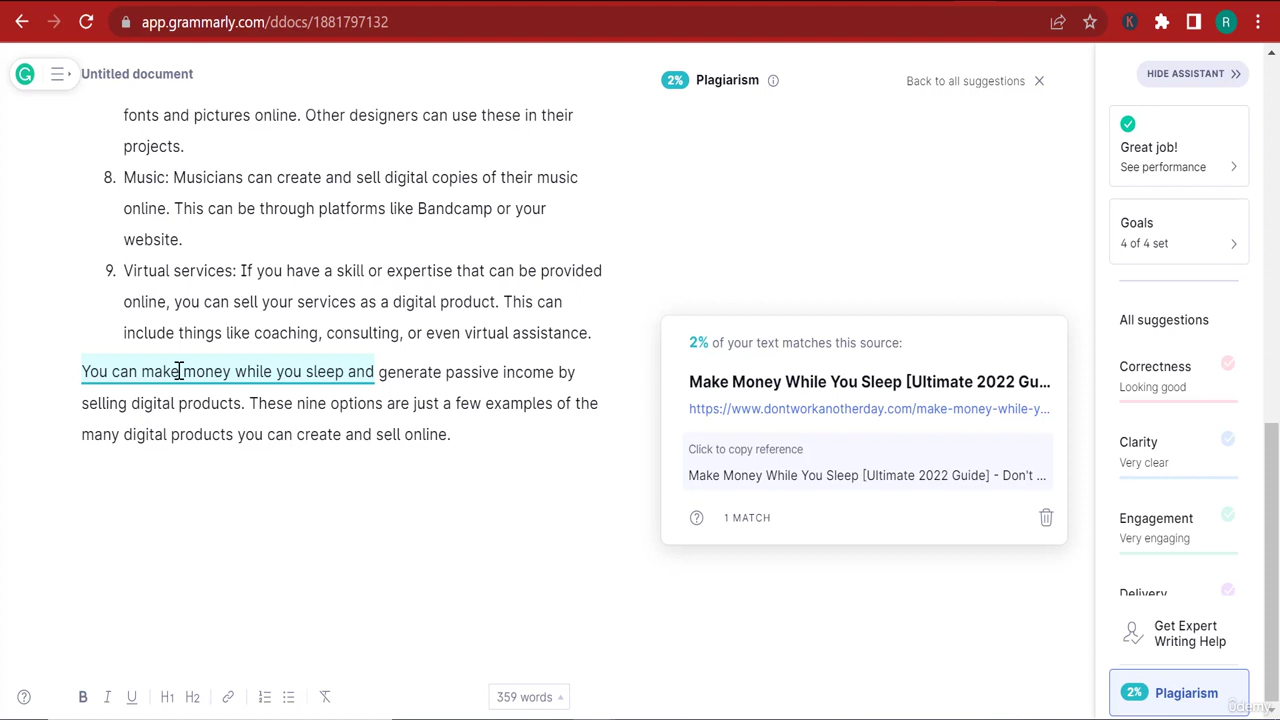 app.grammarly.com/ddocs/1881797132
K
R
G
Untitled document
2%
Plagiarism
Back to all suggestions
HIDE ASSISTANT
fonts and pictures online. Other designers can use these in their
projects.
8. Music: Musicians can create and sell digital copies of their music
online. This can be through platforms like Bandcamp or your
website.
9. Virtual services: If you have a skill or expertise that can be provided
online, you can sell your services as a digital product. This can
include things like coaching, consulting, or even virtual assistance.
You can make money while you sleep and generate passive income by
selling digital products. These nine options are just a few examples of the
many digital products you can create and sell online.
2% of your text matches this source:
Make Money While You Sleep [Ultimate 2022 Gu...
https://www.dontworkanotherday.com/make-money-while-y...
Click to copy reference
Make Money While You Sleep [Ultimate 2022 Guide] - Don't ...
1 MATCH
Great job!
See performance
Goals
4 of 4 set
All suggestions
Correctness
Looking good
Clarity
Very clear
Engagement
Very engaging
Delivery
Get Expert
Writing Help
2% Plagiarism
B I U H1 H2
359 words
ûdemy